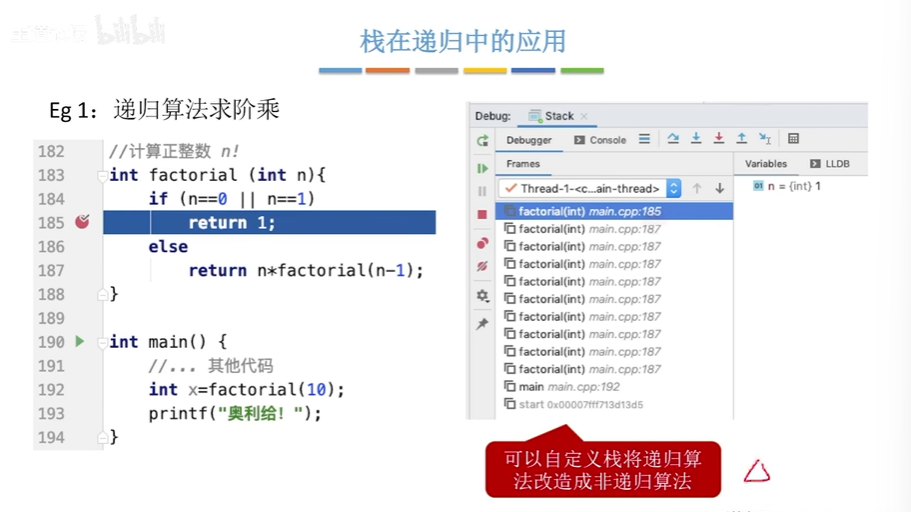 bilibili
栈在递归中的应用
Eg 1：递归算法求阶乘
182 //计算正整数 n!
183 int factorial (int n){
184 if (n==0 || n==1)
185 return 1;
186 else
187 return n*factorial(n-1);
188 }
189
190 int main() {
191 //... 其他代码
192 int x=factorial(10);
193 printf("奥利给！");
194 }
Debug: Stack
Debugger Console
Frames
Variables LLDB
Thread-1-<c...ain-thread>
n = {int} 1
factorial(int) main.cpp:185
factorial(int) main.cpp:187
factorial(int) main.cpp:187
factorial(int) main.cpp:187
factorial(int) main.cpp:187
factorial(int) main.cpp:187
factorial(int) main.cpp:187
factorial(int) main.cpp:187
factorial(int) main.cpp:187
factorial(int) main.cpp:187
main main.cpp:192
start 0x00007fff713d13d5
可以自定义栈将递归算
法改造成非递归算法